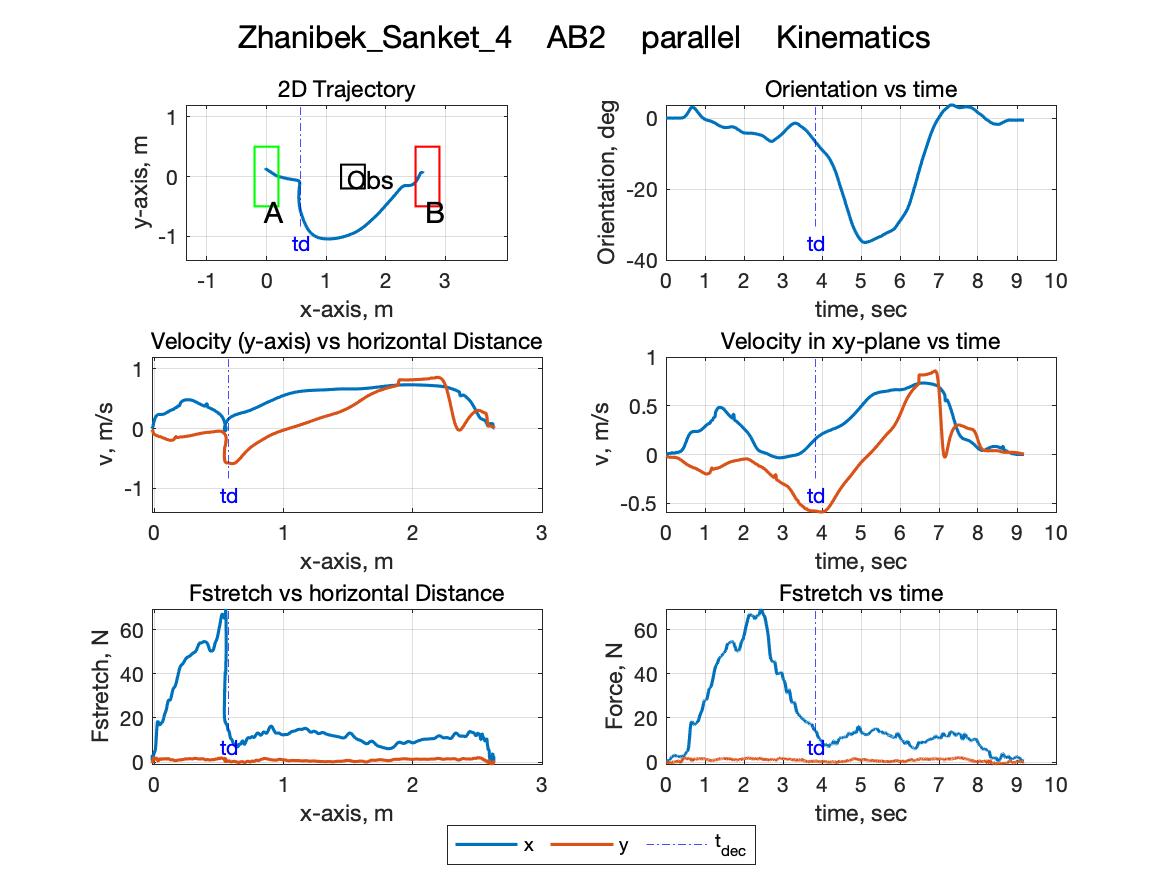 Zhanibek_Sanket_4 AB2 parallel Kinematics
2D Trajectory
y-axis, m
1
0
-1
A
Obs
B
td
-1 0 1 2 3
x-axis, m
Orientation vs time
Orientation, deg
0
-20
-40
td
0 1 2 3 4 5 6 7 8 9 10
time, sec
Velocity (y-axis) vs horizontal Distance
v, m/s
1
0
-1
td
0 1 2 3
x-axis, m
Velocity in xy-plane vs time
v, m/s
1
0.5
0
-0.5
td
0 1 2 3 4 5 6 7 8 9 10
time, sec
Fstretch vs horizontal Distance
Fstretch, N
60
40
20
0
td
0 1 2 3
x-axis, m
Fstretch vs time
Force, N
60
40
20
0
td
0 1 2 3 4 5 6 7 8 9 10
time, sec
x y t_dec